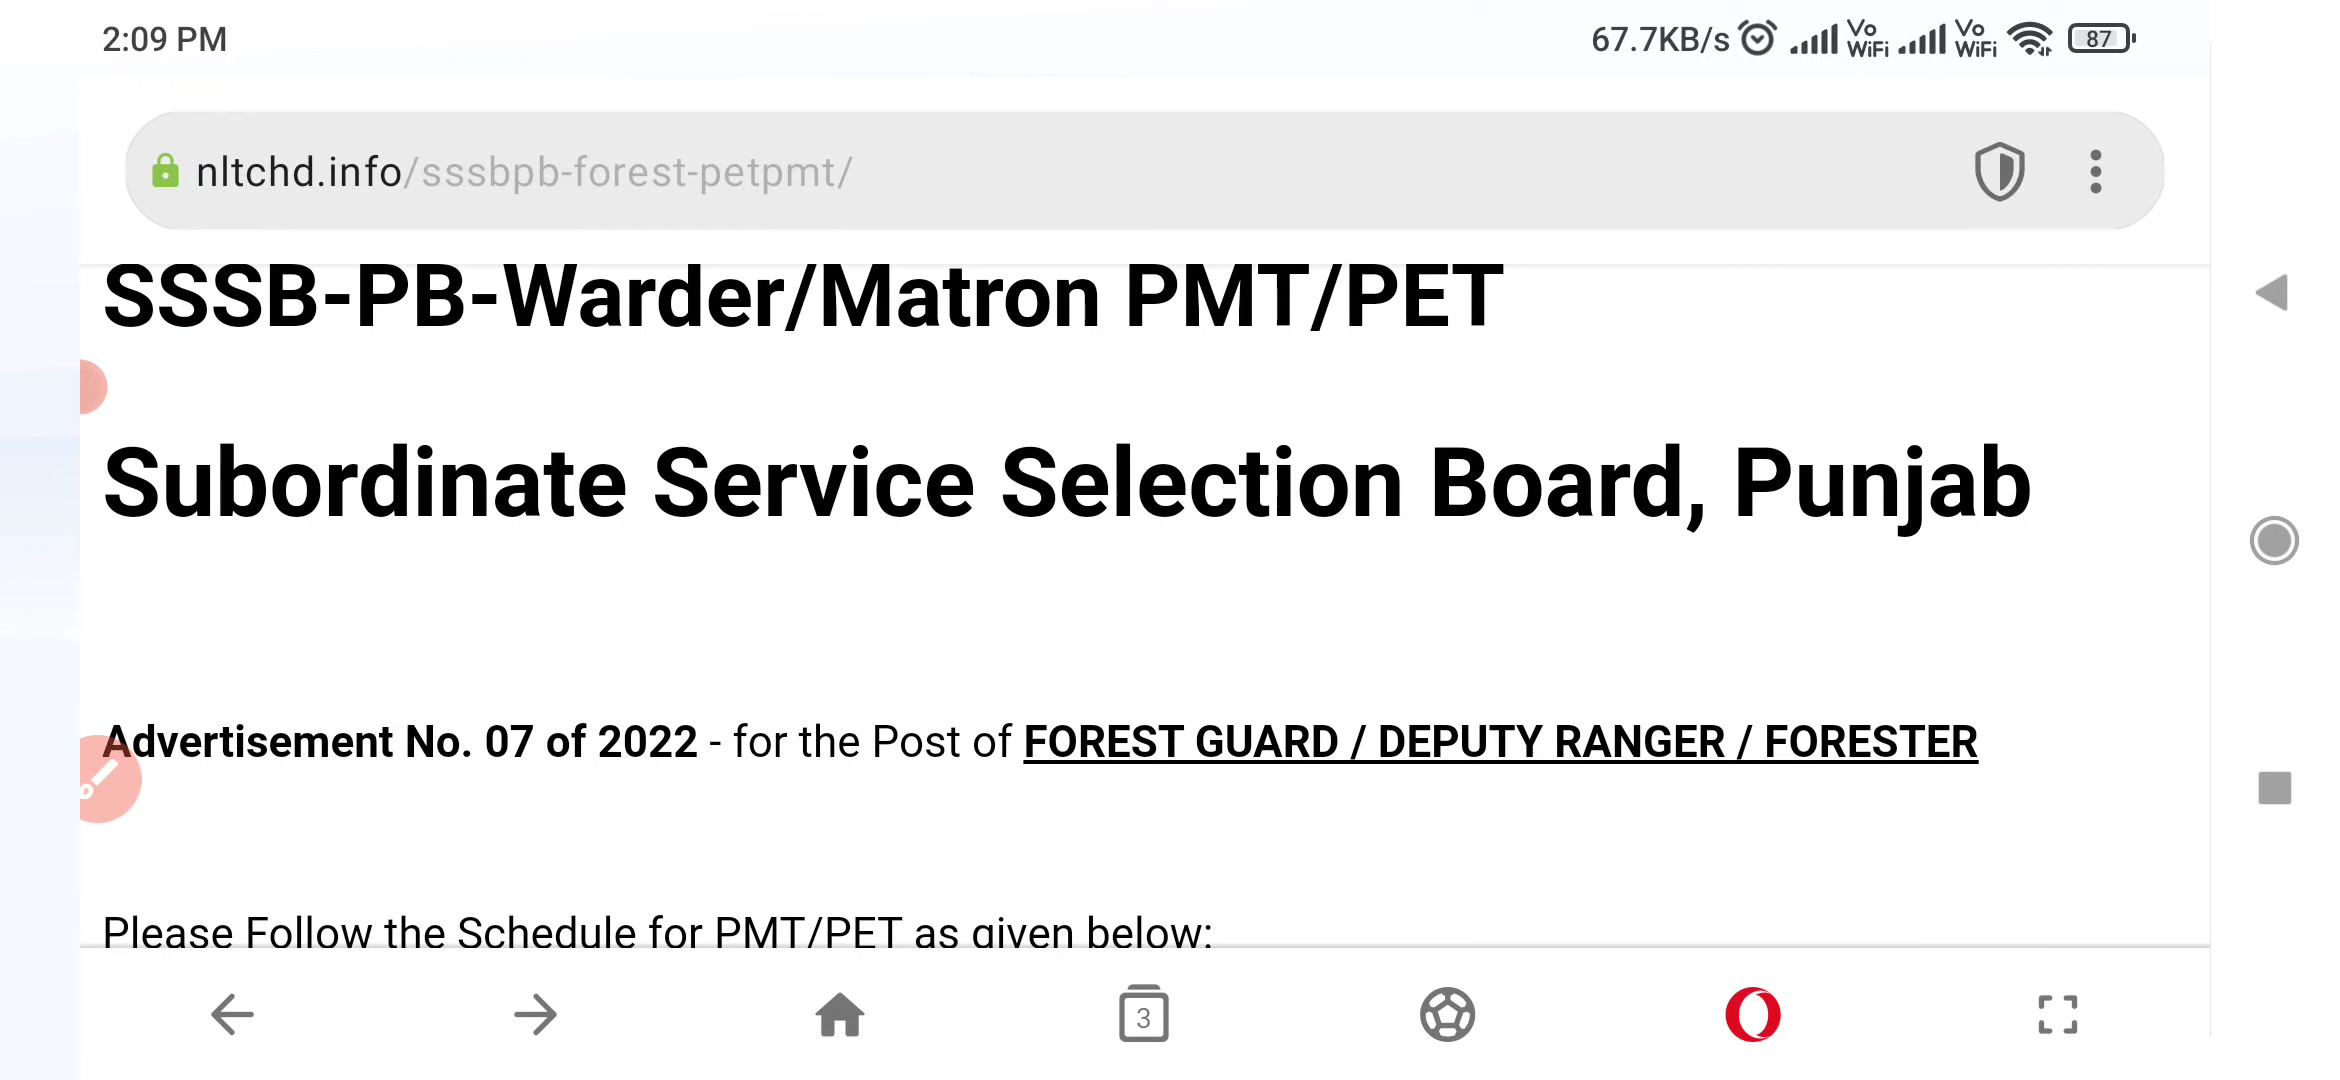 2:09 PM
67.7KB/s Vo WiFi Vo WiFi 87
nltchd.info/sssbpb-forest-petpmt/
SSSB-PB-Warder/Matron PMT/PET
Subordinate Service Selection Board, Punjab
Advertisement No. 07 of 2022 - for the Post of FOREST GUARD / DEPUTY RANGER / FORESTER
Please Follow the Schedule for PMT/PET as given below:
3